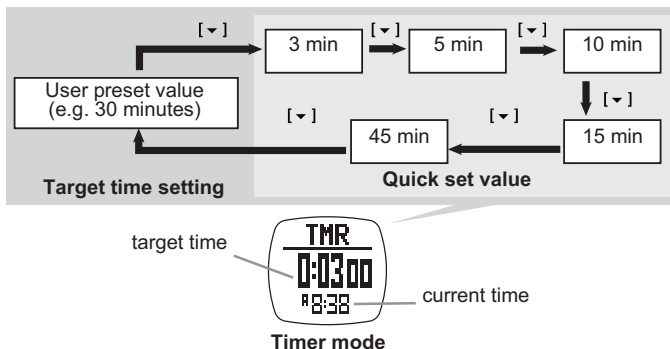 [▾] [▾] [▾]
3 min 5 min 10 min
User preset value
(e.g. 30 minutes)
[▾]
[▾] [▾]
45 min 15 min
Target time setting Quick set value
TMR
target time
0:03 00
A 8:38
current time
Timer mode